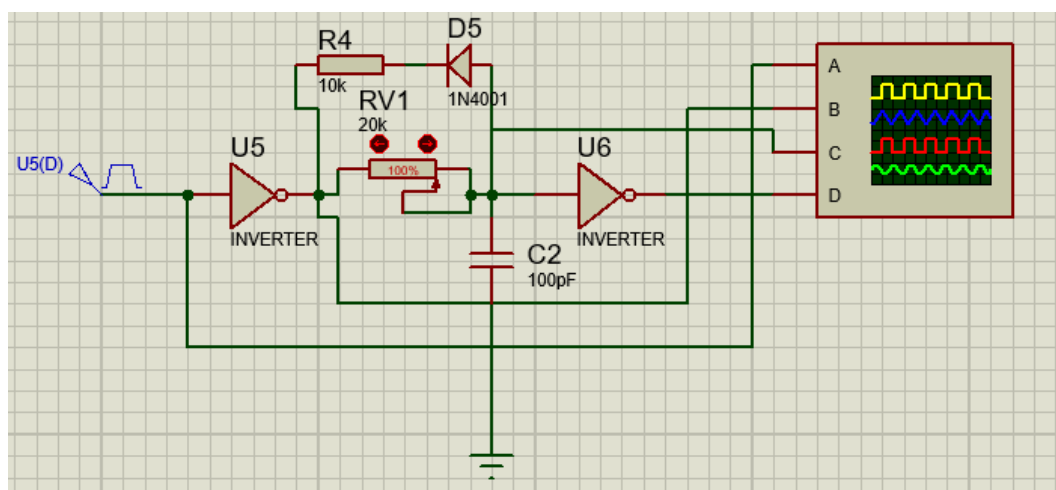 R4
10k
D5
1N4001
RV1
20k
100%
U5(D)
U5
INVERTER
U6
INVERTER
C2
100pF
A
B
C
D